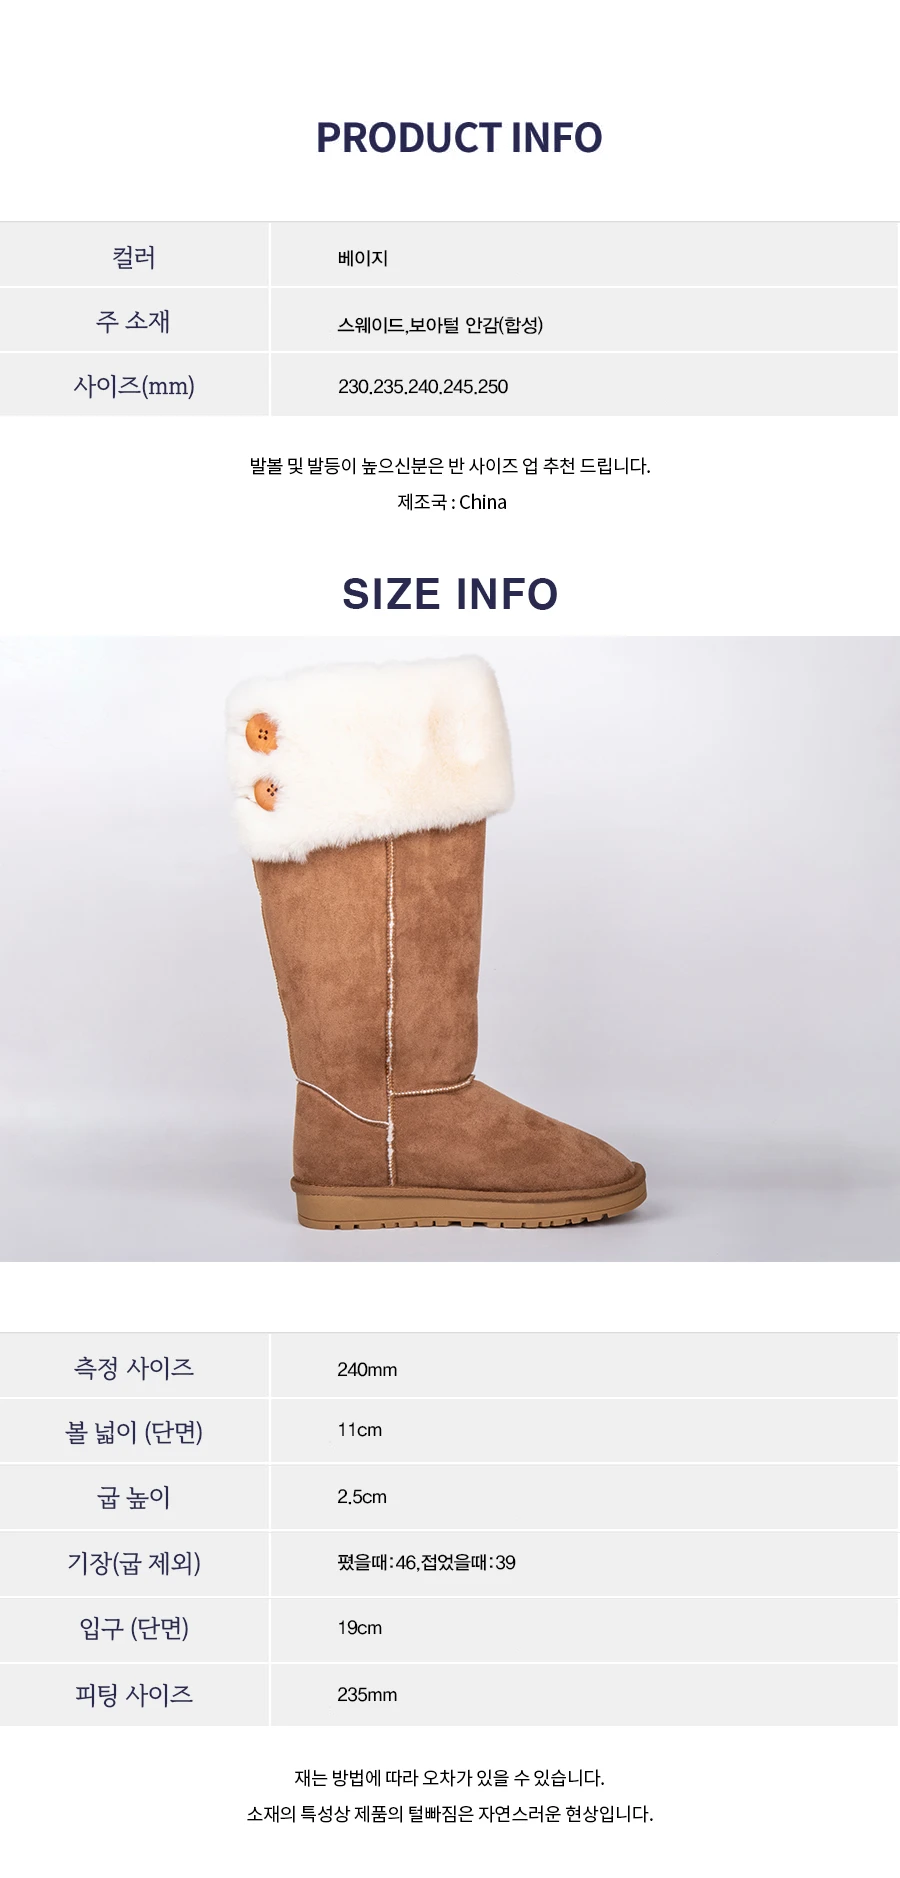 PRODUCT INFO
컬러 베이지
주 소재 스웨이드,보아털 안감(합성)
사이즈(mm) 230.235.240.245.250
발볼 및 발등이 높으신분은 반 사이즈 업 추천 드립니다.
제조국 : China
SIZE INFO
측정 사이즈 240mm
볼 넓이 (단면) 11cm
굽 높이 2.5cm
기장(굽 제외) 폈을때:46,접었을때:39
입구 (단면) 19cm
피팅 사이즈 235mm
재는 방법에 따라 오차가 있을 수 있습니다.
소재의 특성상 제품의 털빠짐은 자연스러운 현상입니다.